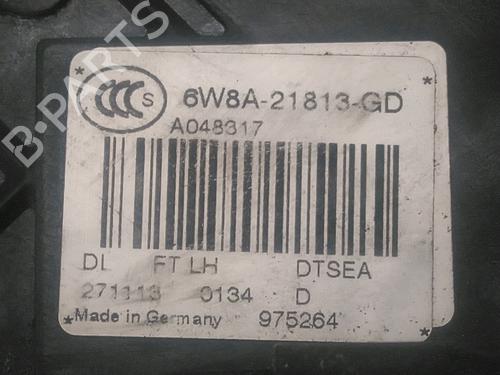 B-PARTS
S
6W8A-21813-GD
A048317
DL FT LH DTSEA
271113 0134 D
Made in Germany 975264